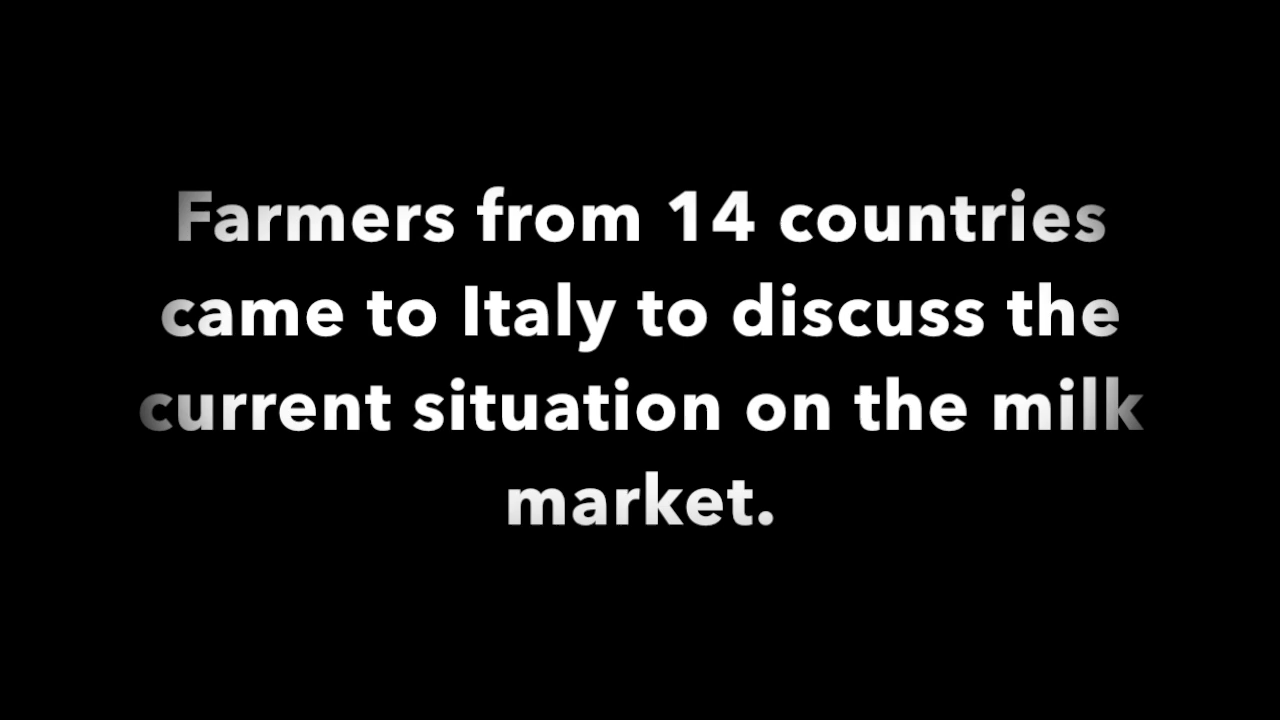 Farmers from 14 countries
came to Italy to discuss the
current situation on the milk
market.